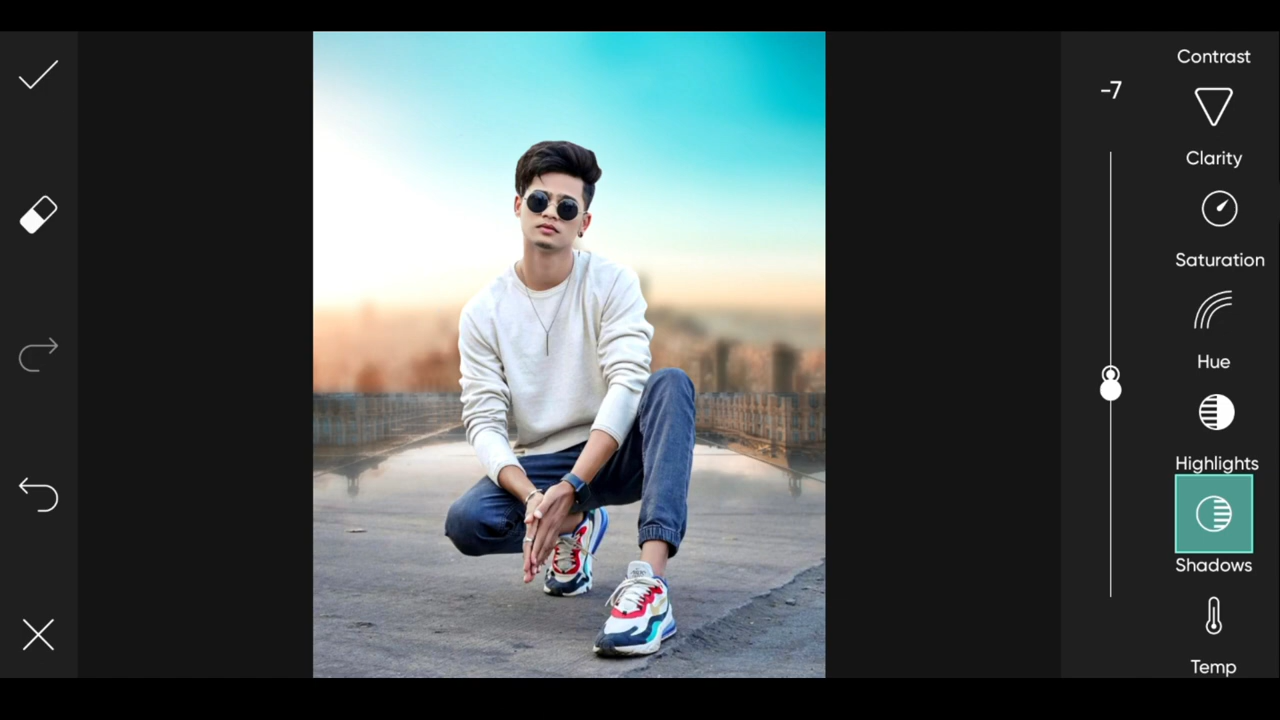 Contrast
-7
Clarity
Saturation
Hue
Highlights
Shadows
Temp